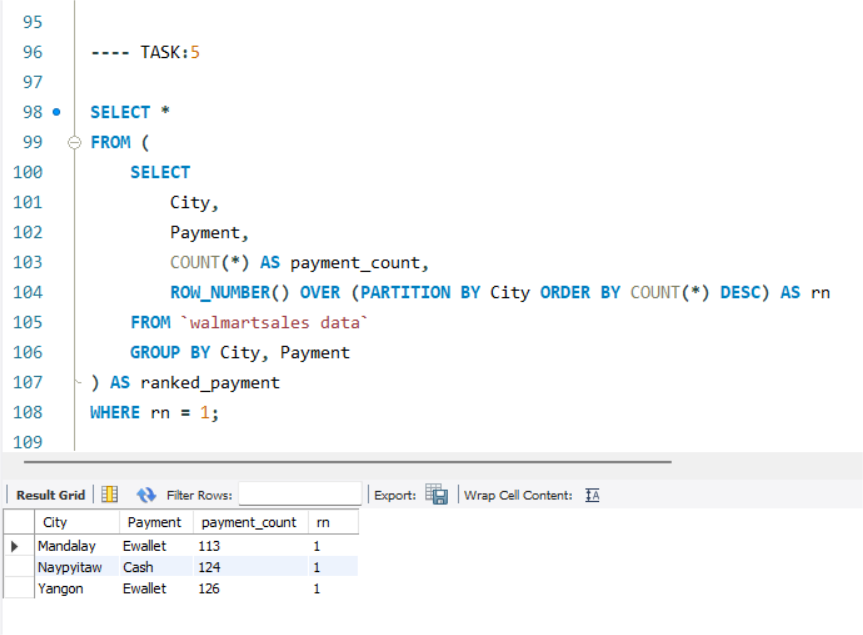 95
96 ---- TASK:5
97
98 SELECT *
99 FROM (
100 SELECT
101 City,
102 Payment,
103 COUNT(*) AS payment_count,
104 ROW_NUMBER() OVER (PARTITION BY City ORDER BY COUNT(*) DESC) AS rn
105 FROM `walmartsales data`
106 GROUP BY City, Payment
107 ) AS ranked_payment
108 WHERE rn = 1;
109
Result Grid Filter Rows: Export: Wrap Cell Content: IA
City Payment payment_count rn
Mandalay Ewallet 113 1
Naypyitaw Cash 124 1
Yangon Ewallet 126 1